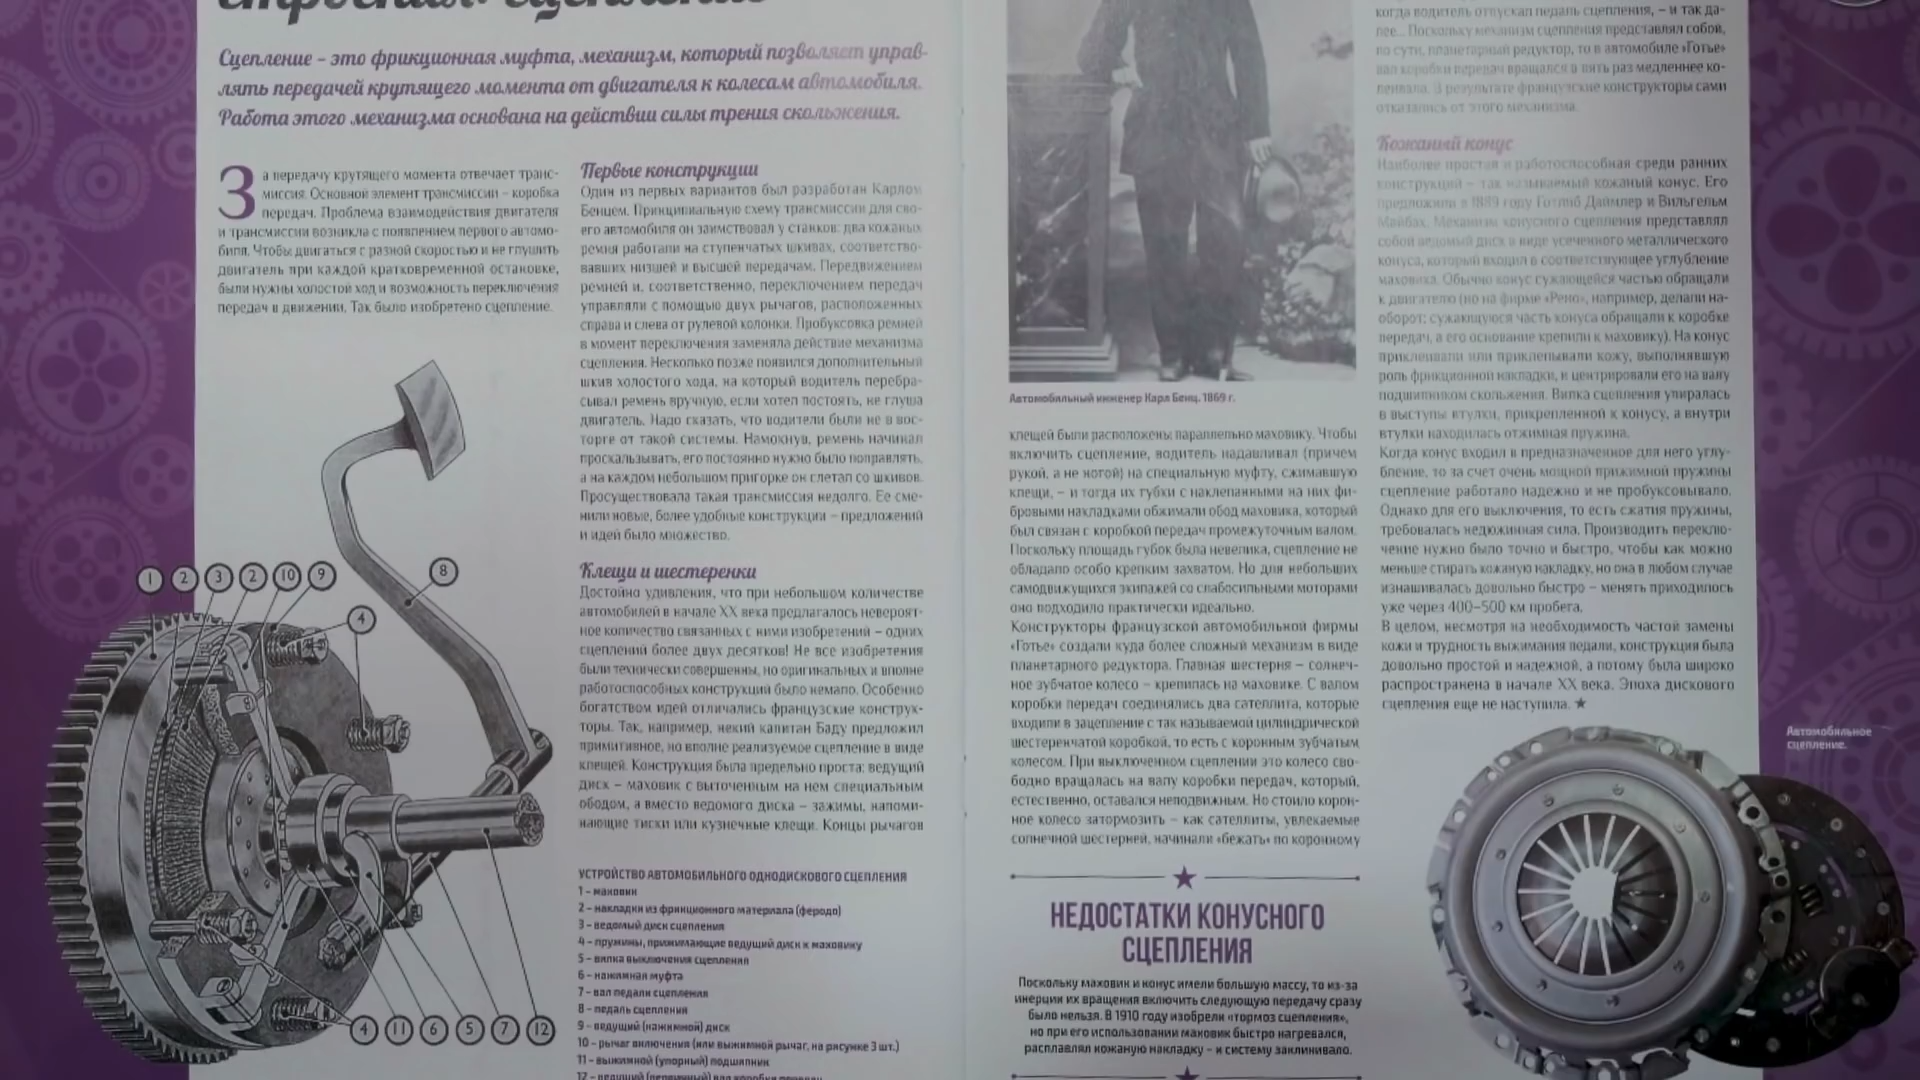 Сцепление – это фрикционная муфта, механизм, который позволяет управ-
лять передачей крутящего момента от двигателя к колесам автомобиля.
Работа этого механизма основана на действии силы трения скольжения.
За передачу крутящего момента отвечает транс-
миссия. Основной элемент трансмиссии – коробка
передач. Проблема взаимодействия двигателя
и трансмиссии возникла с появлением первого автомо-
биля. Чтобы двигаться с разной скоростью и не глушить
двигатель при каждой кратковременной остановке,
были нужны холостой ход и возможность переключения
передач в движении. Так было изобретено сцепление.
1 2 3 2 10 9
8
4
4 11 6 5 7 12
Первые конструкции
Один из первых вариантов был разработан Карлом
Бенцем. Принципиальную схему трансмиссии для сво-
его автомобиля он заимствовал у станков: два кожаных
ремня работали на ступенчатых шкивах, соответство-
вавших низшей и высшей передачам. Передвижением
ремней и, соответственно, переключением передач
управляли с помощью двух рычагов, расположенных
справа и слева от рулевой колонки. Пробуксовка ремней
в момент переключения заменяла действие механизма
сцепления. Несколько позже появился дополнительный
шкив холостого хода, на который водитель перебра-
сывал ремень вручную, если хотел постоять, не глуша
двигатель. Надо сказать, что водители были не в вос-
торге от такой системы. Намокнув, ремень начинал
проскальзывать, его постоянно нужно было поправлять,
а на каждом небольшом пригорке он слетал со шкивов.
Просуществовала такая трансмиссия недолго. Ее сме-
нили новые, более удобные конструкции – предложений
и идей было множество.
Клещи и шестеренки
Достойно удивления, что при небольшом количестве
автомобилей в начале XX века предлагалось невероят-
ное количество связанных с ними изобретений – одних
сцеплений более двух десятков! Не все изобретения
были технически совершенны, но оригинальных и вполне
работоспособных конструкций было немало. Особенно
богатством идей отличались французские конструк-
торы. Так, например, некий капитан Баду предложил
примитивное, но вполне реализуемое сцепление в виде
клещей. Конструкция была предельно проста: ведущий
диск – маховик с выточенным на нем специальным
ободом, а вместо ведомого диска – зажимы, напоми-
нающие тиски или кузнечные клещи. Концы рычагов
УСТРОЙСТВО АВТОМОБИЛЬНОГО ОДНОДИСКОВОГО СЦЕПЛЕНИЯ
1 – маховик
2 – накладки из фрикционного материала (феродо)
3 – ведомый диск сцепления
4 – пружины, прижимающие ведущий диск к маховику
5 – вилка выключения сцепления
6 – нажимная муфта
7 – вал педали сцепления
8 – педаль сцепления
9 – ведущий (нажимной) диск
10 – рычаг включения (или выжимной рычаг, на рисунке 3 шт.)
11 – выжимной (упорный) подшипник
12 – ведущий (первичный) вал коробки передач
Автомобильный инженер Карл Бенц. 1869 г.
клещей были расположены параллельно маховику. Чтобы
включить сцепление, водитель надавливал (причем
рукой, а не ногой) на специальную муфту, сжимавшую
клещи, – и тогда их губки с наклепанными на них фи-
бровыми накладками обжимали обод маховика, который
был связан с коробкой передач промежуточным валом.
Поскольку площадь губок была невелика, сцепление не
обладало особо крепким захватом. Но для небольших
самодвижущихся экипажей со слабосильными моторами
оно подходило практически идеально.
Конструкторы французской автомобильной фирмы
«Готье» создали куда более сложный механизм в виде
планетарного редуктора. Главная шестерня – солнеч-
ное зубчатое колесо – крепилась на маховике. С валом
коробки передач соединялись два сателлита, которые
входили в зацепление с так называемой цилиндрической
шестеренчатой коробкой, то есть с коронным зубчатым
колесом. При выключенном сцеплении это колесо сво-
бодно вращалось на валу коробки передач, который,
естественно, оставался неподвижным. Но стоило корон-
ное колесо затормозить – как сателлиты, увлекаемые
солнечной шестерней, начинали «бежать» по коронному
НЕДОСТАТКИ КОНУСНОГО
СЦЕПЛЕНИЯ
Поскольку маховик и конус имели большую массу, то из-за
инерции их вращения включить следующую передачу сразу
было нельзя. В 1910 году изобрели «тормоз сцепления»,
но при его использовании маховик быстро нагревался,
расплавлял кожаную накладку – и систему заклинивало.
когда водитель отпускал педаль сцепления, – и так да-
лее... Поскольку механизм сцепления представлял собой,
по сути, планетарный редуктор, то в автомобиле «Готье»
вал коробки передач вращался в пять раз медленнее ко-
ленвала. В результате французские конструкторы сами
отказались от этого механизма.
Кожаный конус
Наиболее простая и работоспособная среди ранних
конструкций – так называемый кожаный конус. Его
предложили в 1889 году Готлиб Даймлер и Вильгельм
Майбах. Механизм конусного сцепления представлял
собой ведомый диск в виде усеченного металлического
конуса, который входил в соответствующее углубление
маховика. Обычно конус сужающейся частью обращали
к двигателю (но на фирме «Рено», например, делали на-
оборот: сужающуюся часть конуса обращали к коробке
передач, а его основание крепили к маховику). На конус
приклеивали или приклепывали кожу, выполнявшую
роль фрикционной накладки, и центрировали его на валу
подшипником скольжения. Вилка сцепления упиралась
в выступы втулки, прикрепленной к конусу, а внутри
втулки находилась отжимная пружина.
Когда конус входил в предназначенное для него углу-
бление, то за счет очень мощной прижимной пружины
сцепление работало надежно и не пробуксовывало.
Однако для его выключения, то есть сжатия пружины,
требовалась недюжинная сила. Производить переклю-
чение нужно было точно и быстро, чтобы как можно
меньше стирать кожаную накладку, но она в любом случае
изнашивалась довольно быстро – менять приходилось
уже через 400–500 км пробега.
В целом, несмотря на необходимость частой замены
кожи и трудность выжимания педали, конструкция была
довольно простой и надежной, а потому была широко
распространена в начале XX века. Эпоха дискового
сцепления еще не наступила. ★
Автомобильное
сцепление.